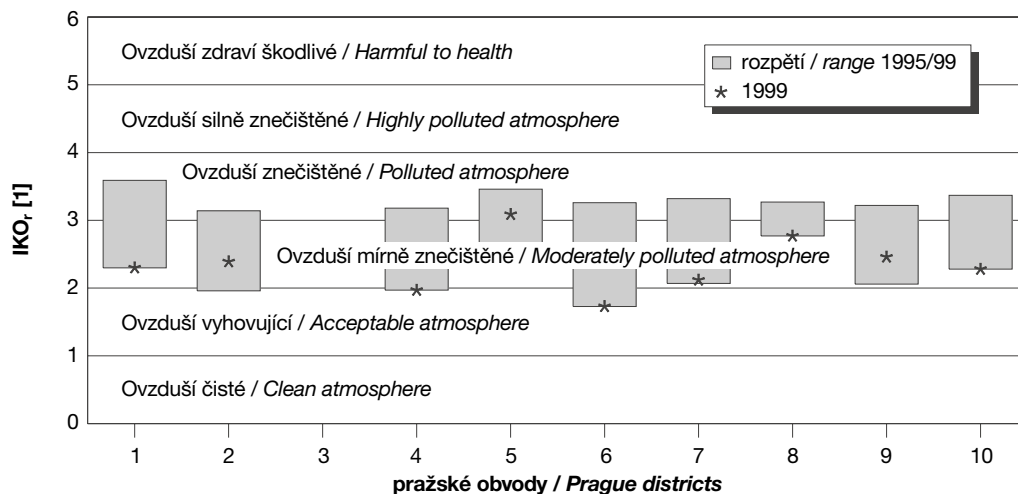 6
Ovzduší zdraví škodlivé / Harmful to health
rozpětí / range 1995/99
1999
5
Ovzduší silně znečištěné / Highly polluted atmosphere
4
Ovzduší znečištěné / Polluted atmosphere
IKOr [1]
3
Ovzduší mírně znečištěné / Moderately polluted atmosphere
2
Ovzduší vyhovující / Acceptable atmosphere
1
Ovzduší čisté / Clean atmosphere
0
1 2 3 4 5 6 7 8 9 10
pražské obvody / Prague districts